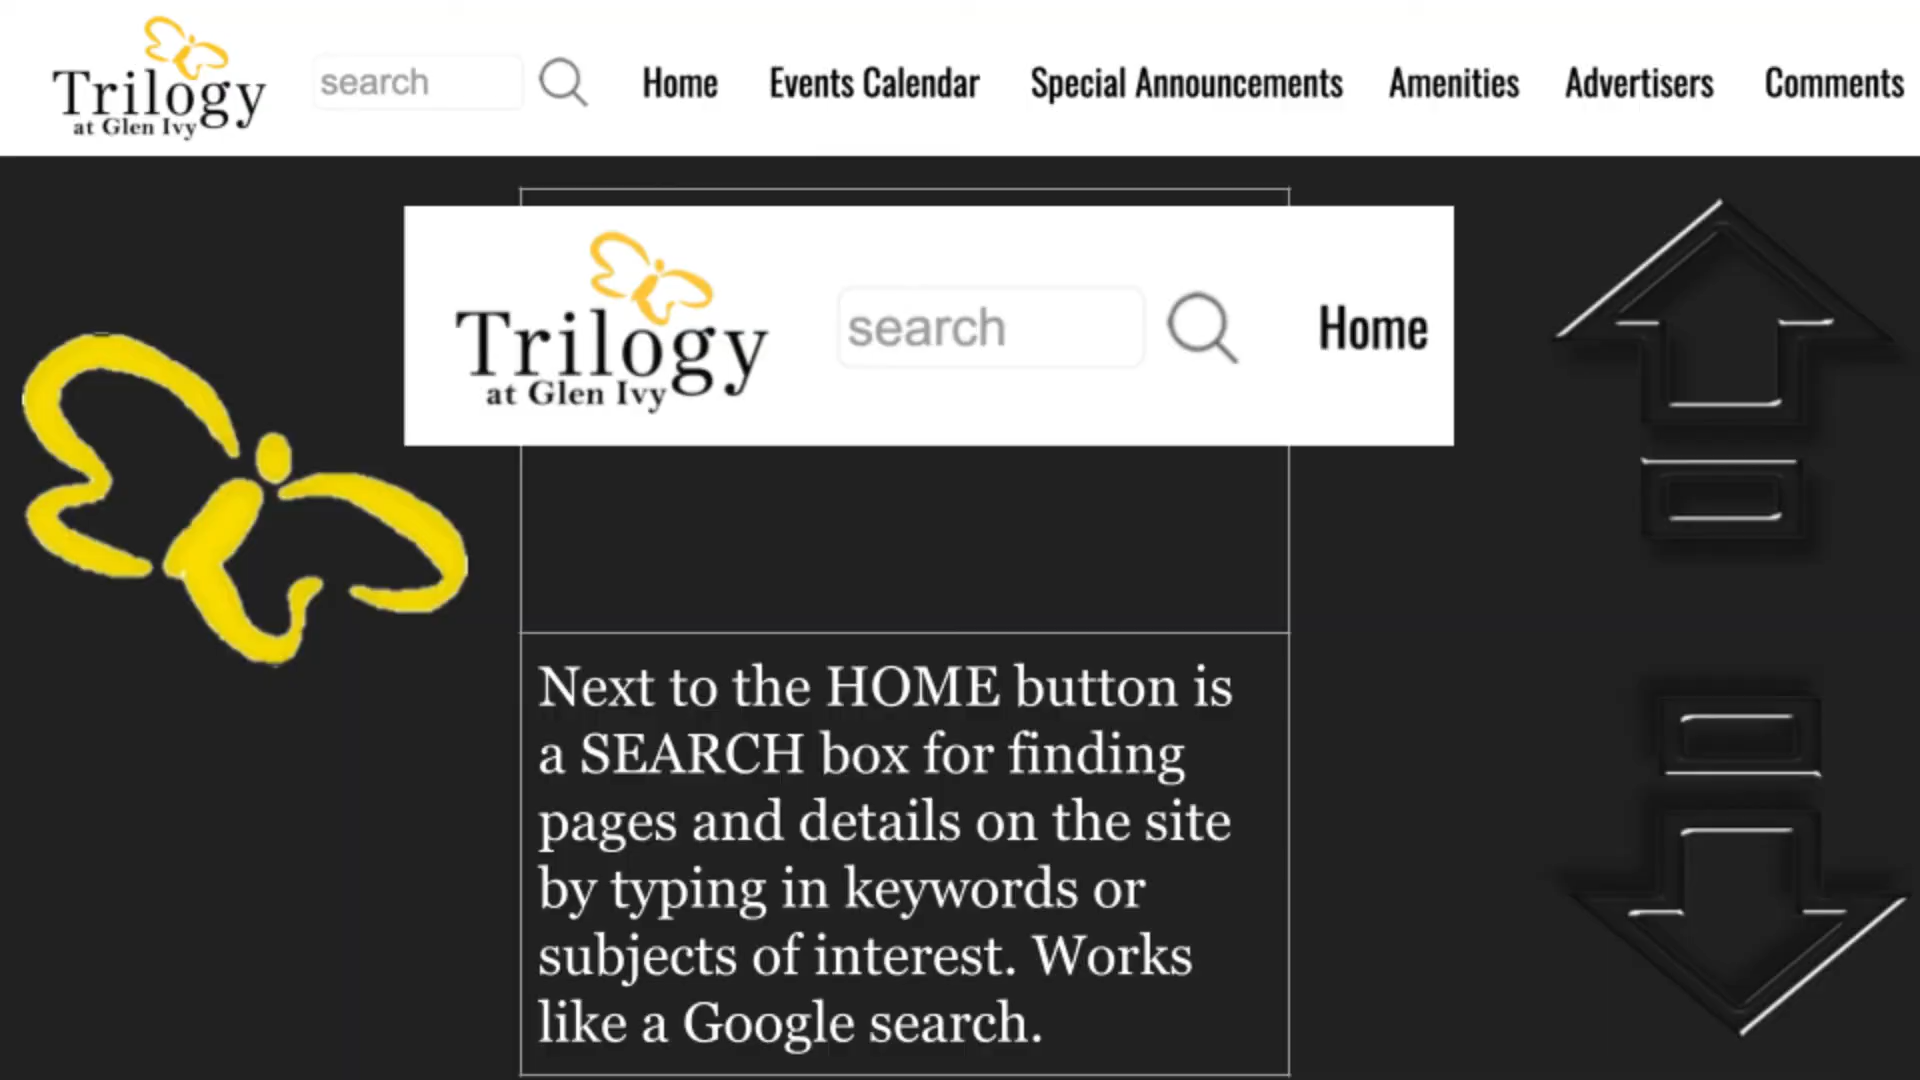 Trilogy
at Glen Ivy
search
Home
Events Calendar
Special Announcements
Amenities
Advertisers
Comments
Trilogy
at Glen Ivy
search
Home
Next to the HOME button is
a SEARCH box for finding
pages and details on the site
by typing in keywords or
subjects of interest. Works
like a Google search.